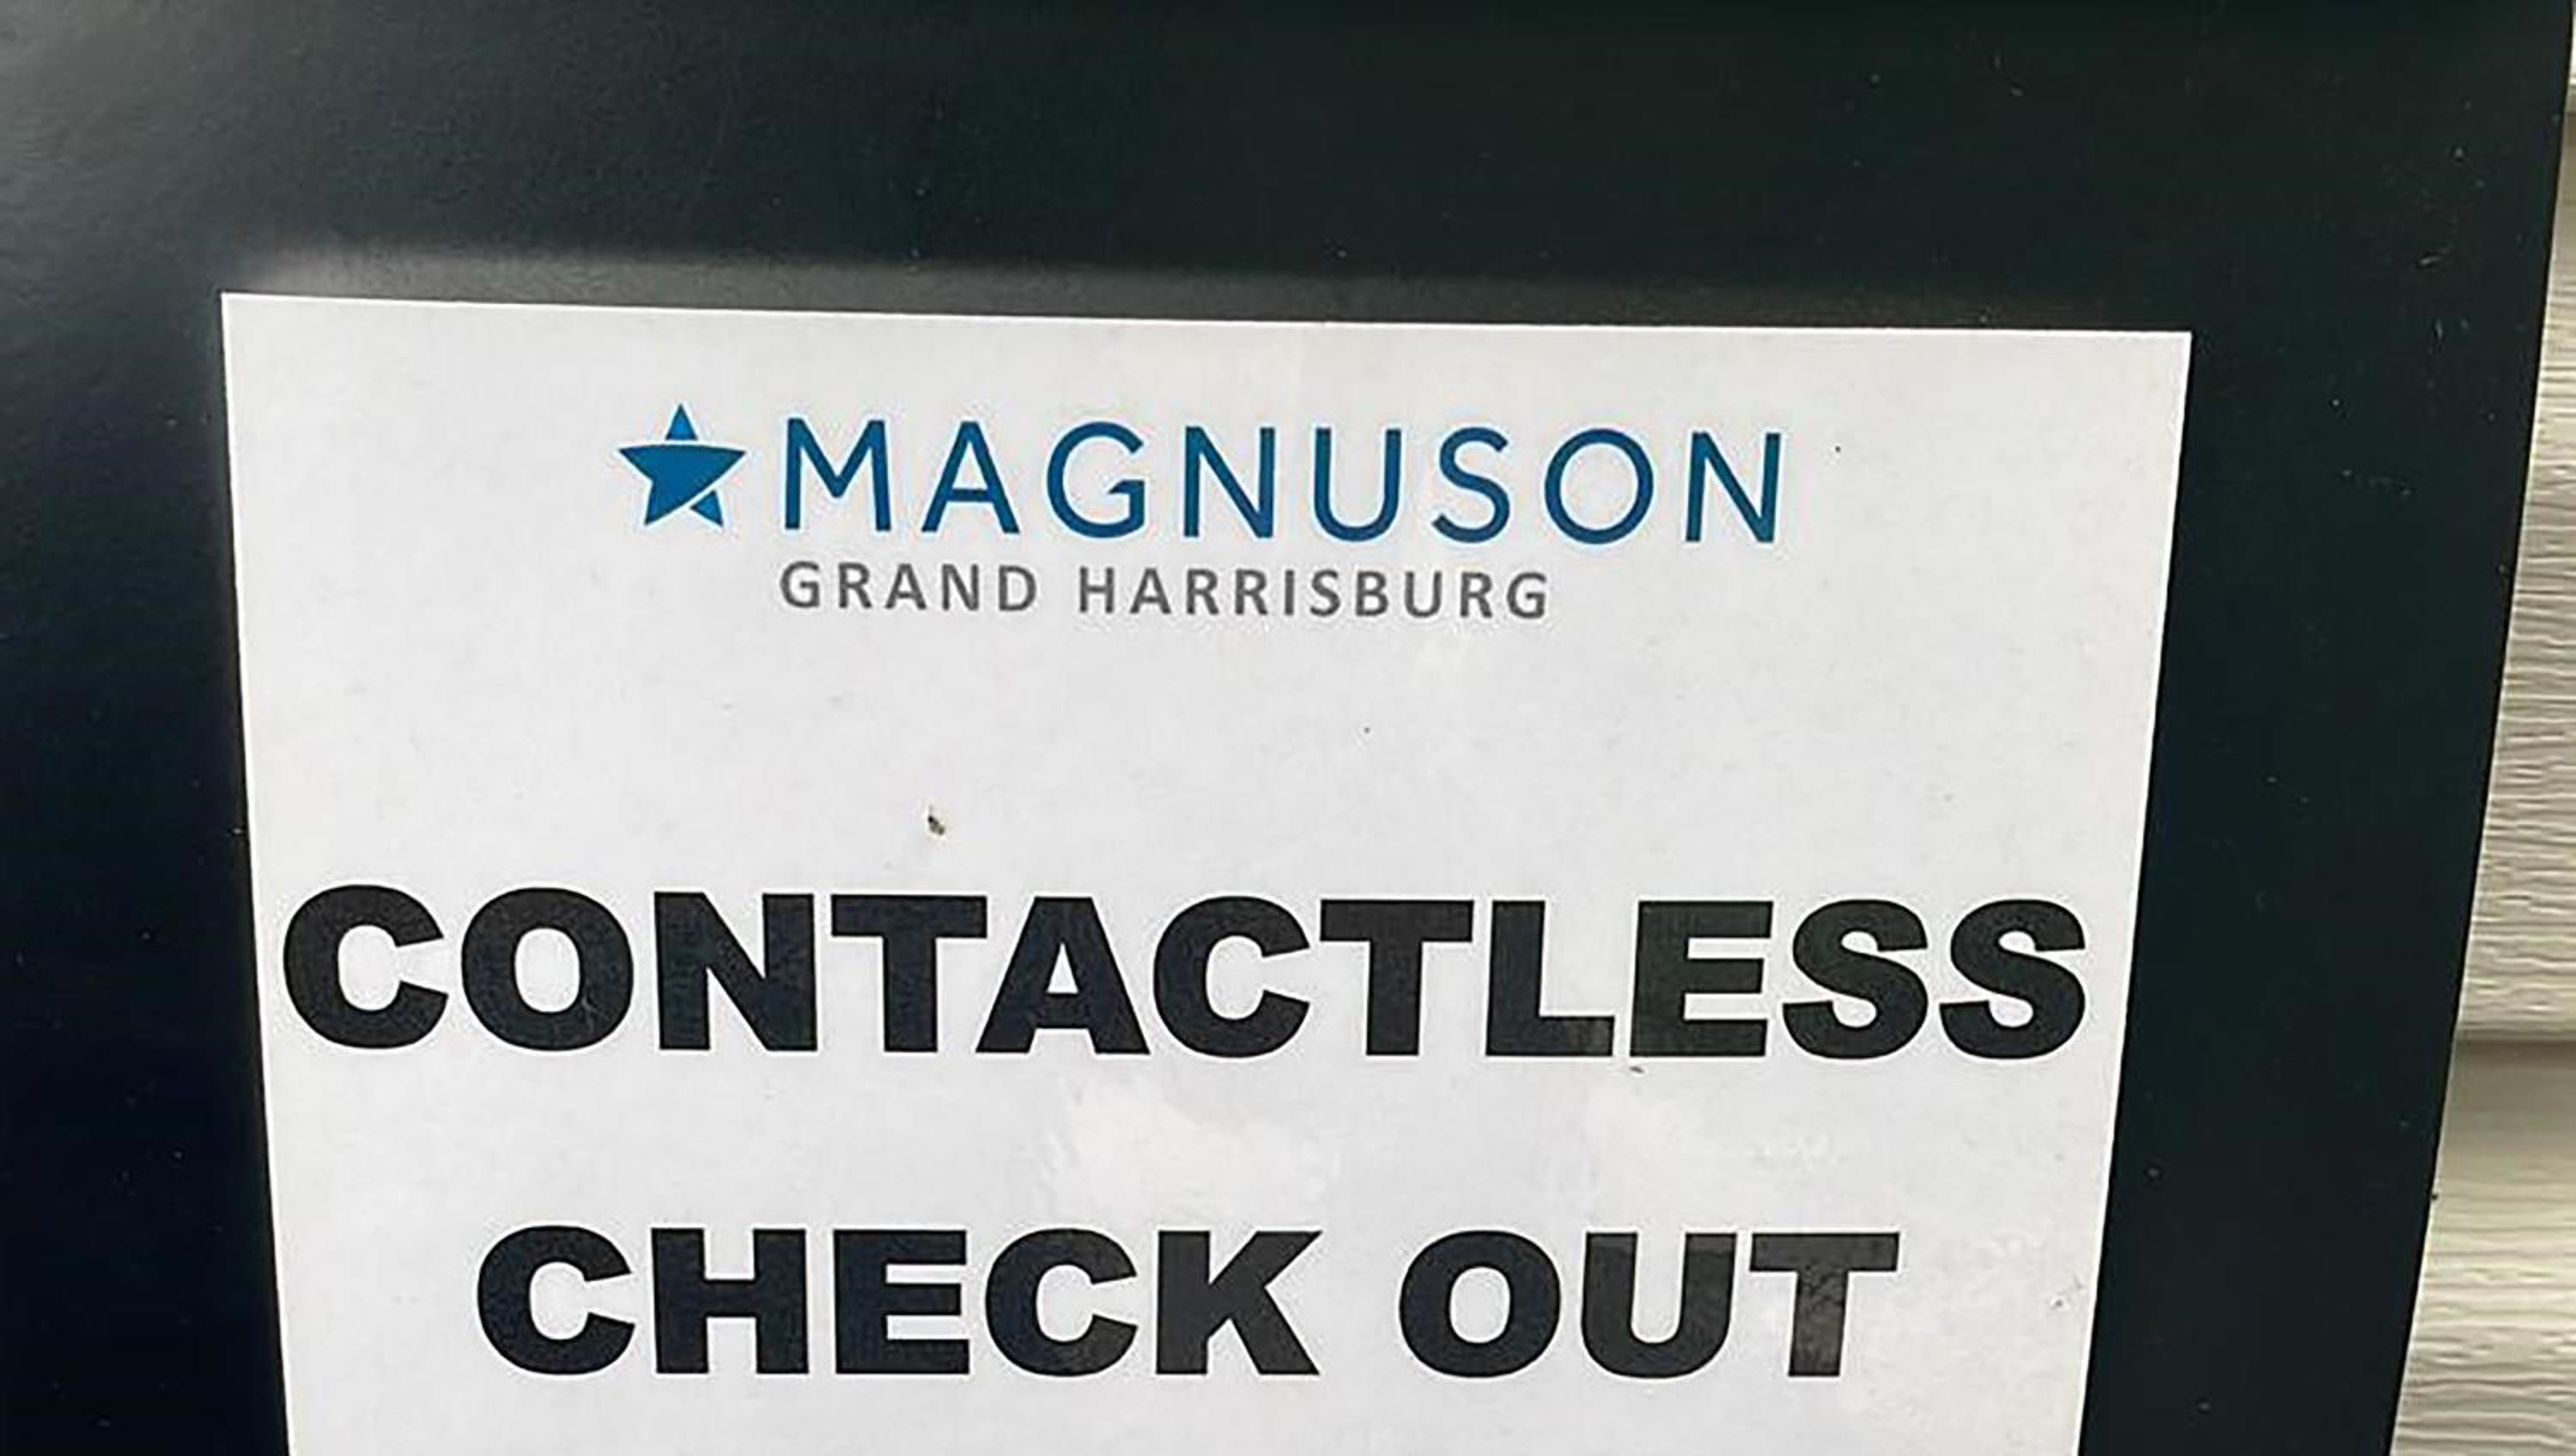 MAGNUSON
GRAND HARRISBURG
CONTACTLESS
CHECK OUT